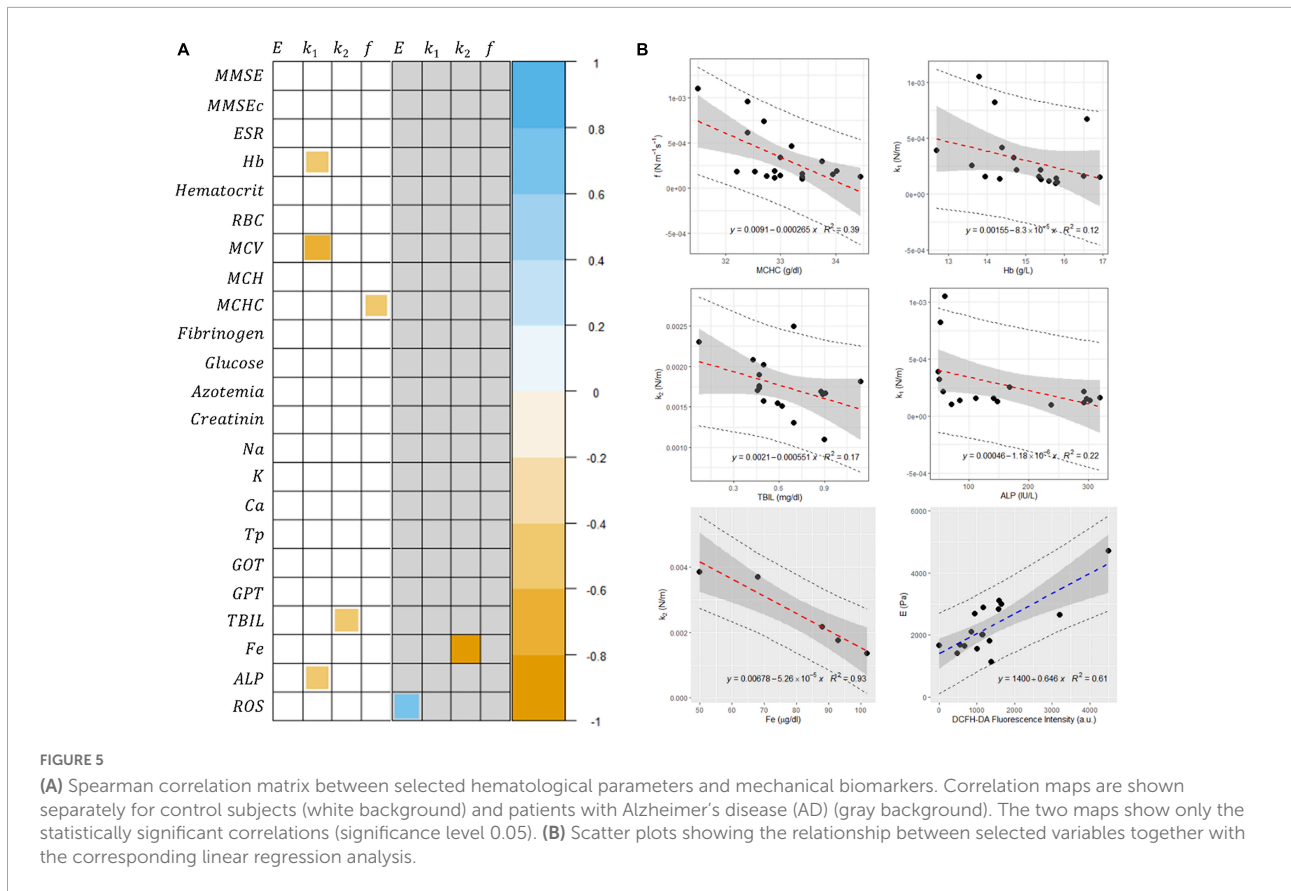 A
E k₁ k₂ f E k₁ k₂ f
MMSE
MMSEc
ESR
Hb
Hematocrit
RBC
MCV
MCH
MCHC
Fibrinogen
Glucose
Azotemia
Creatinin
Na
K
Ca
Tp
GOT
GPT
TBIL
Fe
ALP
ROS
1
0.8
0.6
0.4
0.2
0
-0.2
-0.4
-0.6
-0.8
-1
B
f (N m⁻¹s⁻¹)
1e-03
5e-04
0e+00
-5e-04
y = 0.0091 − 0.000265 x R² = 0.39
32 33 34
MCHC (g/dl)
k₁ (N/m)
1e-03
5e-04
0e+00
-5e-04
y = 0.00155 − 8.3 × 10⁻⁵ x R² = 0.12
13 14 15 16 17
Hb (g/L)
k₂ (N/m)
0.0025
0.0020
0.0015
0.0010
y = 0.0021 − 0.000551 x R² = 0.17
0.3 0.6 0.9
TBIL (mg/dl)
k₁ (N/m)
1e-03
5e-04
0e+00
-5e-04
y = 0.00046 − 1.18 × 10⁻⁶ x R² = 0.22
100 200 300
ALP (IU/L)
k₂ (N/m)
0.004
0.002
0.000
y = 0.00678 − 5.26 × 10⁻⁵ x R² = 0.93
50 60 70 80 90 100
Fe (µg/dl)
E (Pa)
6000
4000
2000
0
y = 1400 + 0.646 x R² = 0.61
0 1000 2000 3000 4000
DCFH-DA Fluorescence Intensity (a.u.)
FIGURE 5
(A) Spearman correlation matrix between selected hematological parameters and mechanical biomarkers. Correlation maps are shown
separately for control subjects (white background) and patients with Alzheimer's disease (AD) (gray background). The two maps show only the
statistically significant correlations (significance level 0.05). (B) Scatter plots showing the relationship between selected variables together with
the corresponding linear regression analysis.